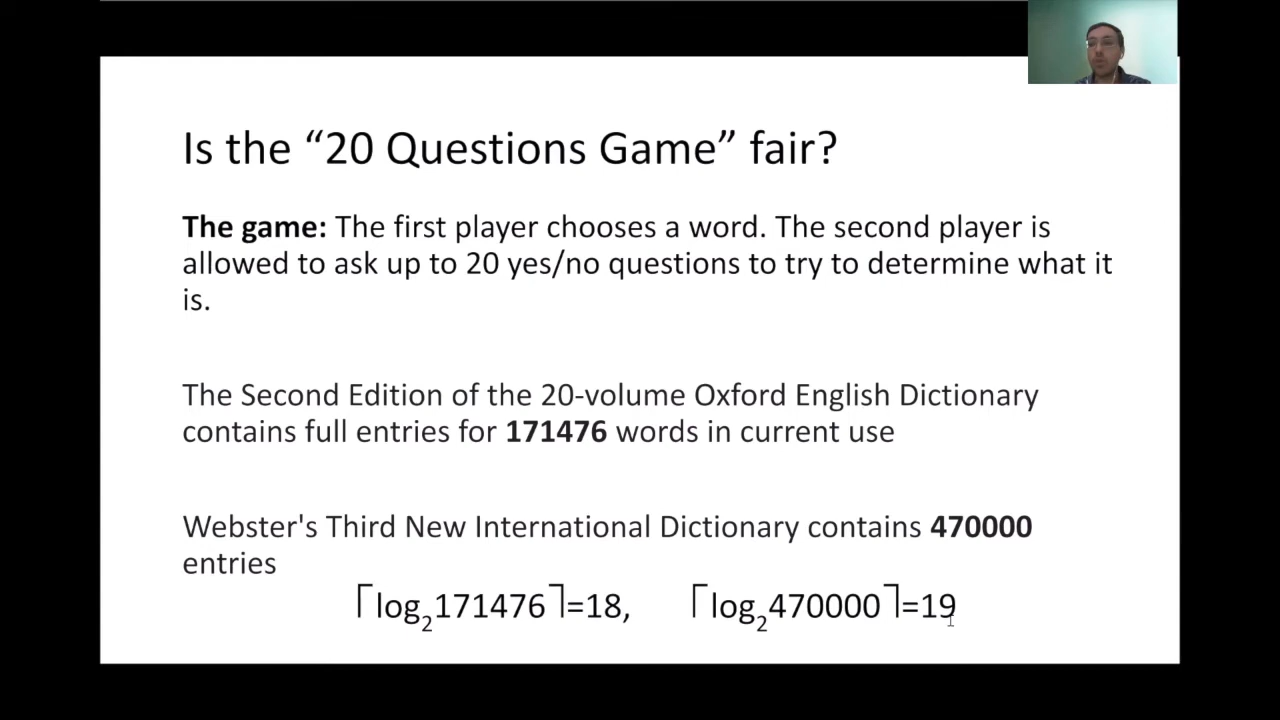 Is the “20 Questions Game” fair?
The game: The first player chooses a word. The second player is
allowed to ask up to 20 yes/no questions to try to determine what it
is.
The Second Edition of the 20-volume Oxford English Dictionary
contains full entries for 171476 words in current use
Webster's Third New International Dictionary contains 470000
entries
⌈log₂171476⌉=18, ⌈log₂470000⌉=19